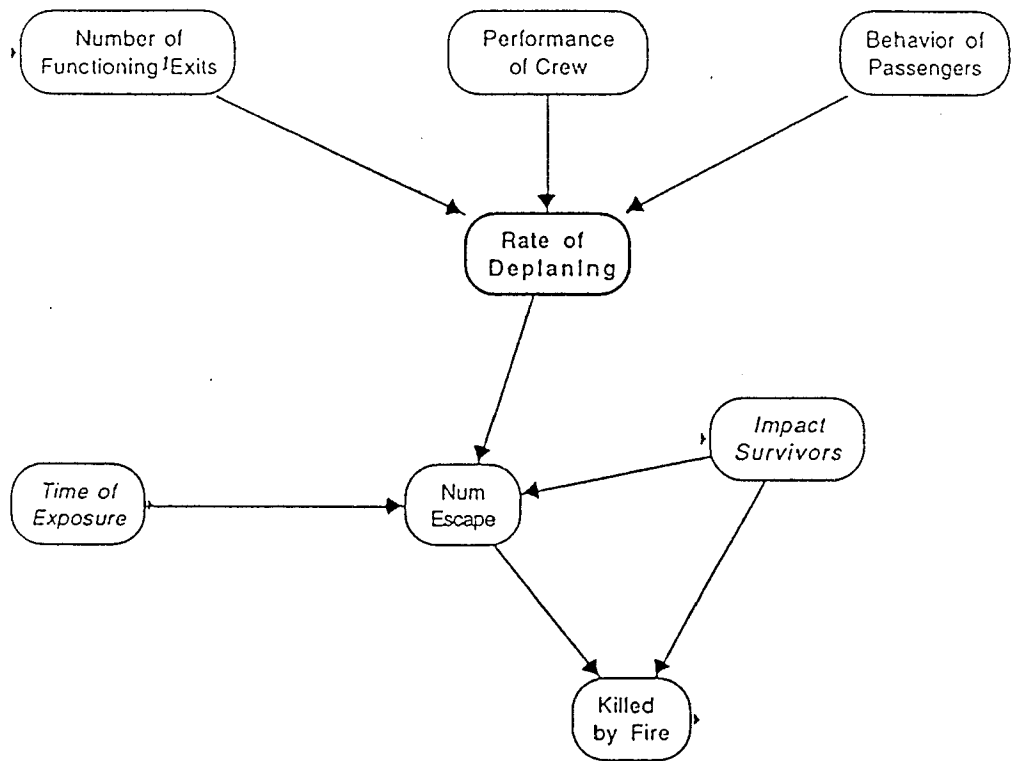 Number of
Functioning Exits
Performance
of Crew
Behavior of
Passengers
Rate of
Deplaning
Impact
Survivors
Time of
Exposure
Num
Escape
Killed
by Fire